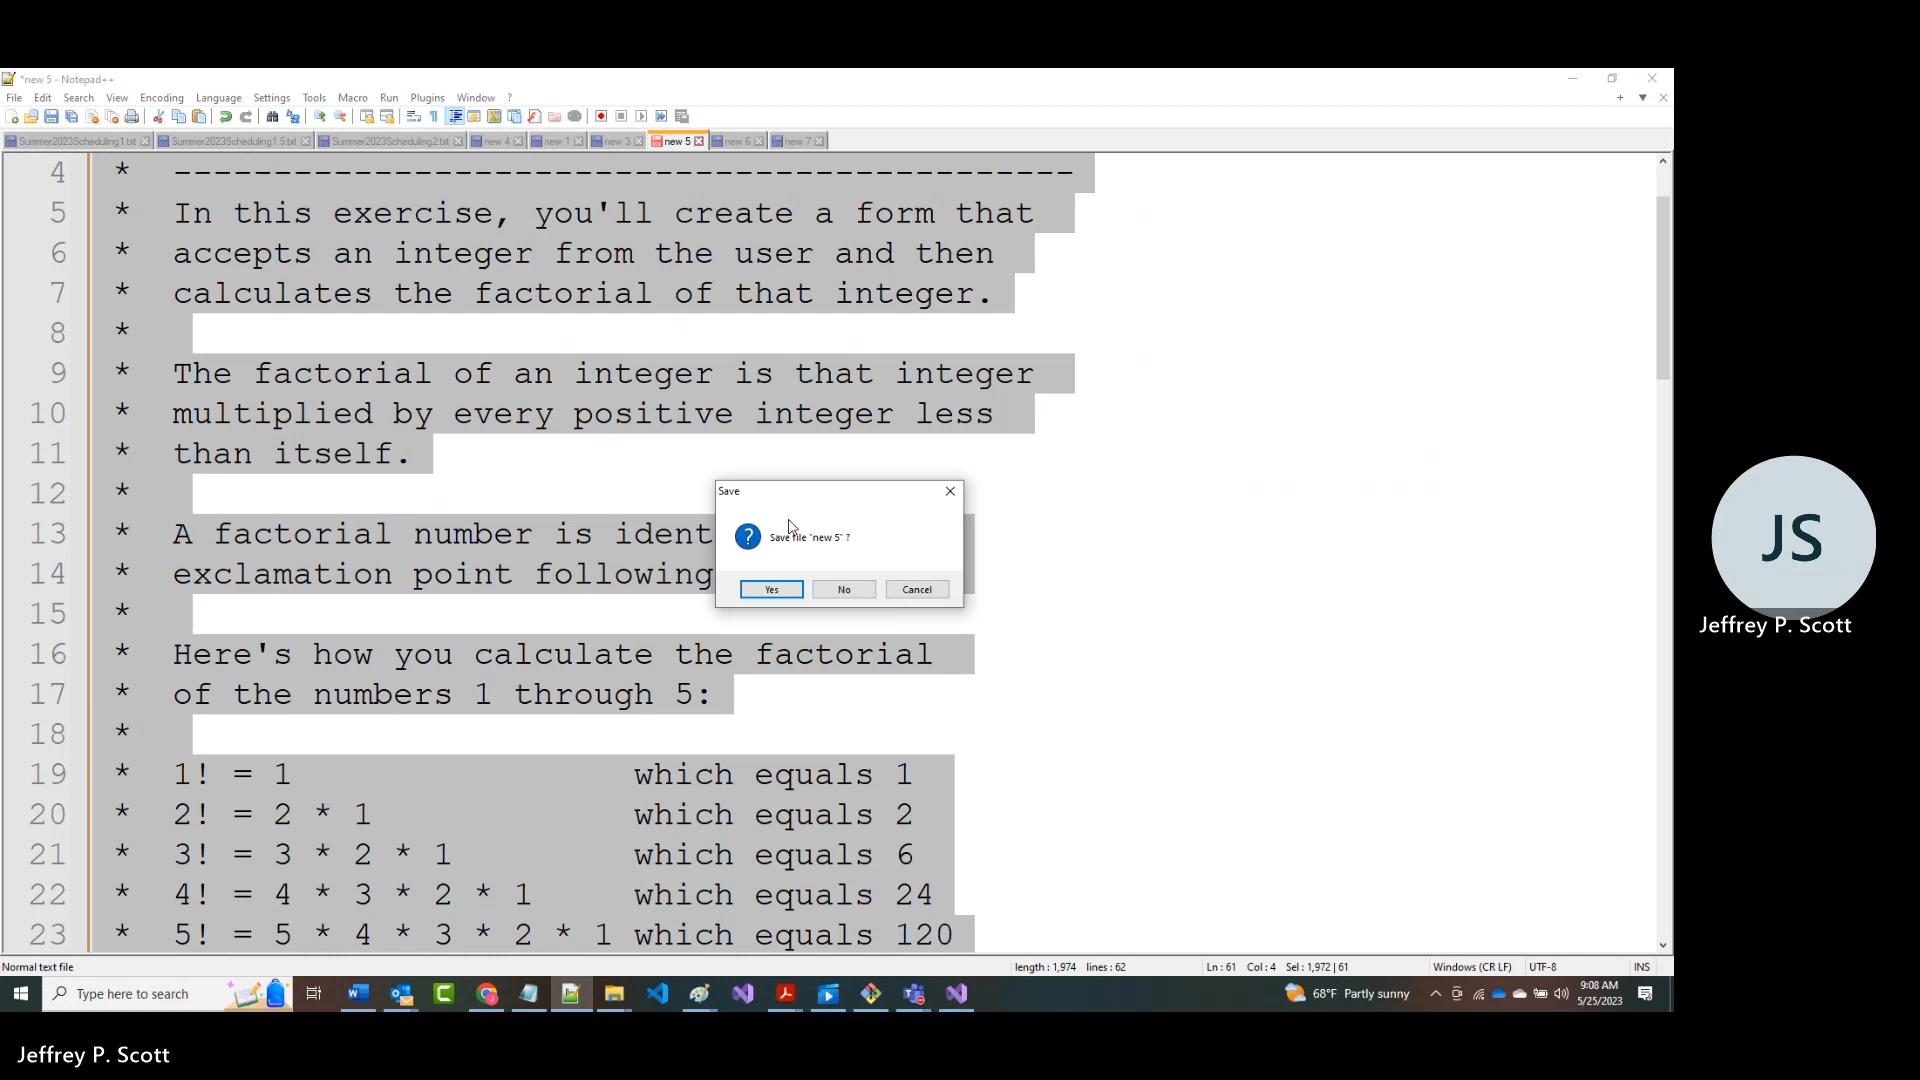 *new 5 - Notepad++
File Edit Search View Encoding Language Settings Tools Macro Run Plugins Window ?
Summer2023Scheduling1.txt Summer2023Scheduling1.5.txt Summer2023Scheduling2.txt new 4 new 1 new 3 new 5 new 6 new 7
4 * ---------------------------------------------
5 * In this exercise, you'll create a form that
6 * accepts an integer from the user and then
7 * calculates the factorial of that integer.
8 *
9 * The factorial of an integer is that integer
10 * multiplied by every positive integer less
11 * than itself.
12 *
13 * A factorial number is ident
14 * exclamation point following
15 *
16 * Here's how you calculate the factorial
17 * of the numbers 1 through 5:
18 *
19 * 1! = 1 which equals 1
20 * 2! = 2 * 1 which equals 2
21 * 3! = 3 * 2 * 1 which equals 6
22 * 4! = 4 * 3 * 2 * 1 which equals 24
23 * 5! = 5 * 4 * 3 * 2 * 1 which equals 120
Save
Save file "new 5" ?
Yes No Cancel
Normal text file length : 1,974 lines : 62 Ln : 61 Col : 4 Sel : 1,972 | 61 Windows (CR LF) UTF-8 INS
Type here to search
68°F Partly sunny
9:08 AM
5/25/2023
JS
Jeffrey P. Scott
Jeffrey P. Scott